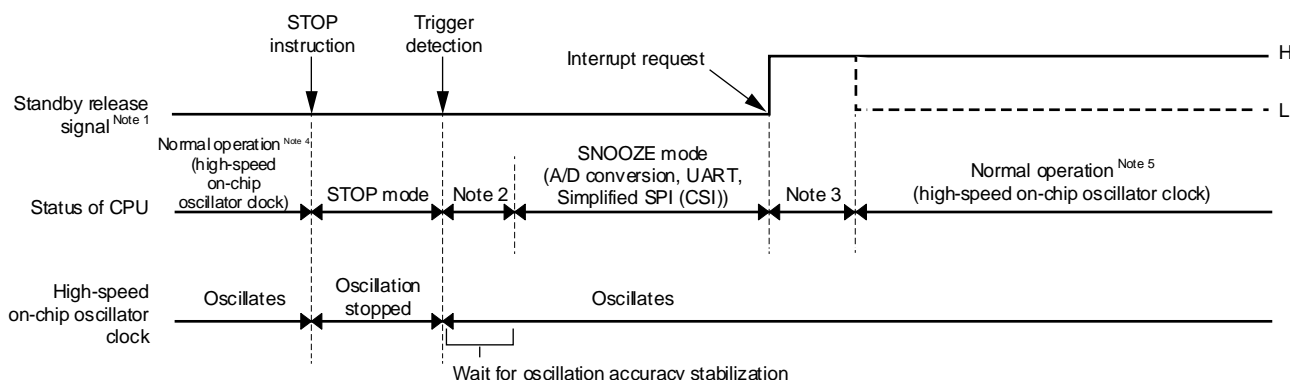 STOP
instruction
Trigger
detection
Interrupt request
H
L
Standby release
signal Note 1
Normal operation Note 4
(high-speed
on-chip
oscillator clock)
SNOOZE mode
(A/D conversion, UART,
Simplified SPI (CSI))
Normal operation Note 5
(high-speed on-chip oscillator clock)
Status of CPU
STOP mode
Note 2
Note 3
High-speed
on-chip oscillator
clock
Oscillates
Oscillation
stopped
Oscillates
Wait for oscillation accuracy stabilization